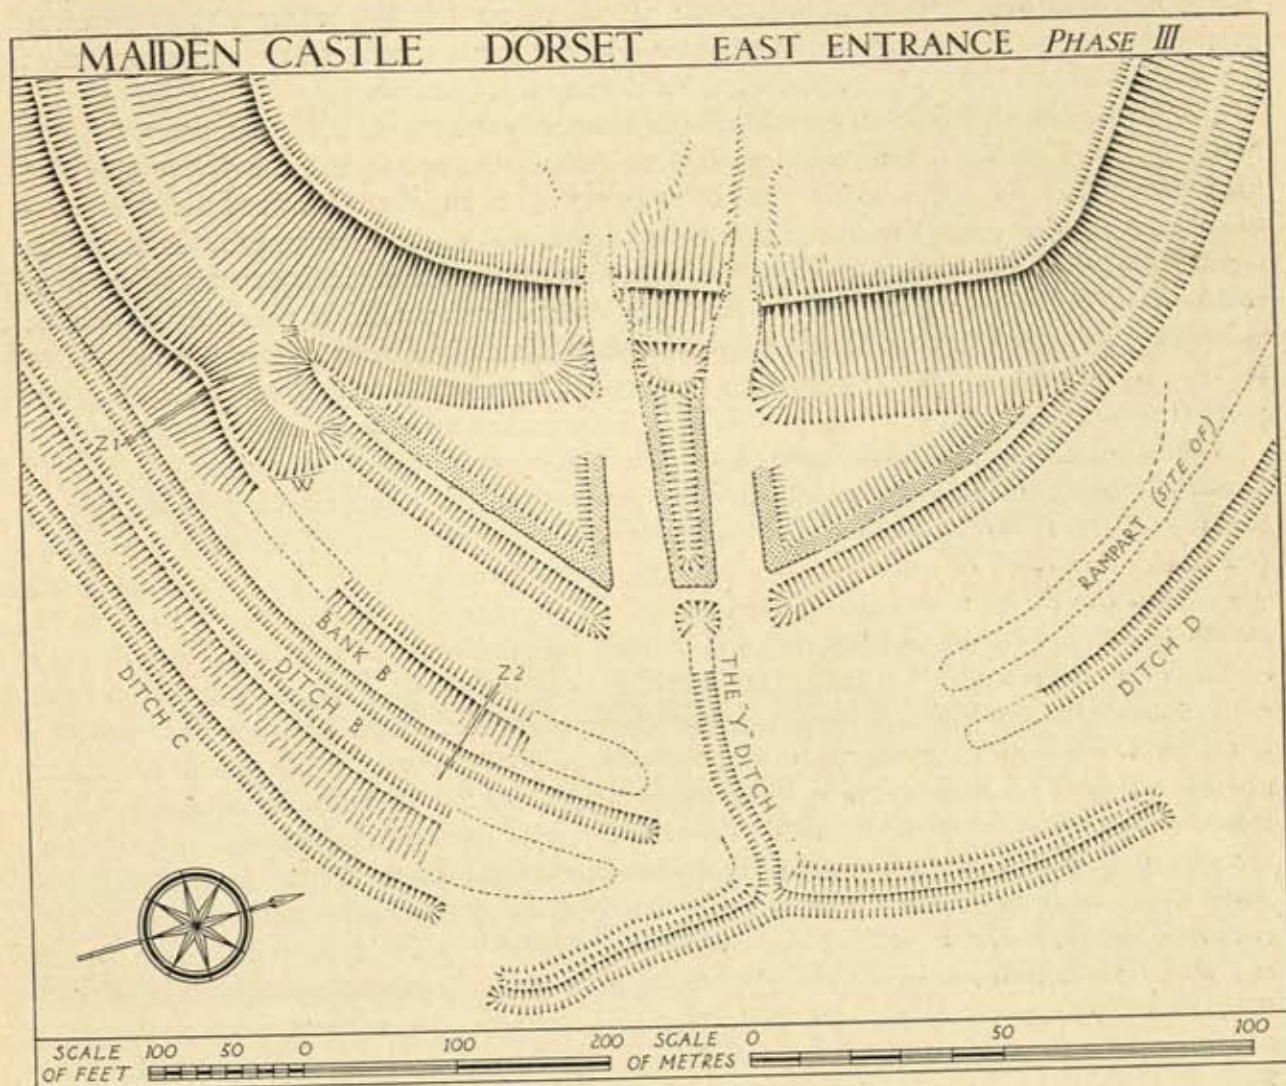 MAIDEN CASTLE DORSET EAST ENTRANCE PHASE III
Z1
W
RAMPART (SITE OF)
DITCH D
BANK B
DITCH B
DITCH C
Z2
THE "Y" DITCH
SCALE OF FEET 100 50 0 100 200
SCALE OF METRES 0 50 100